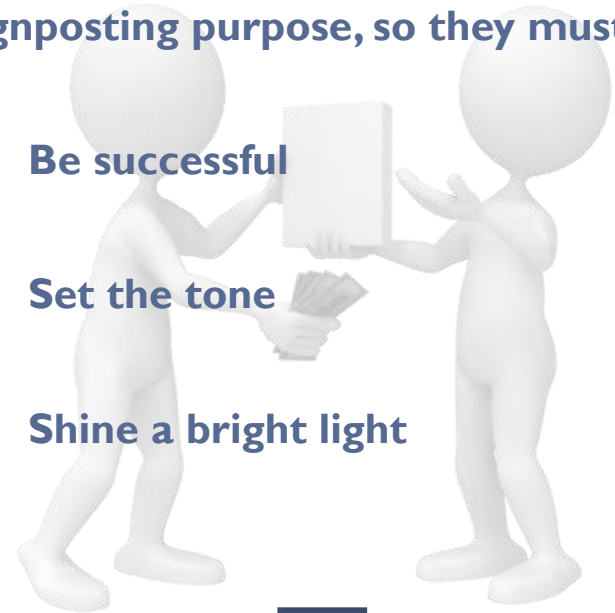 gnposting purpose, so they must
Be successful
Set the tone
Shine a bright light